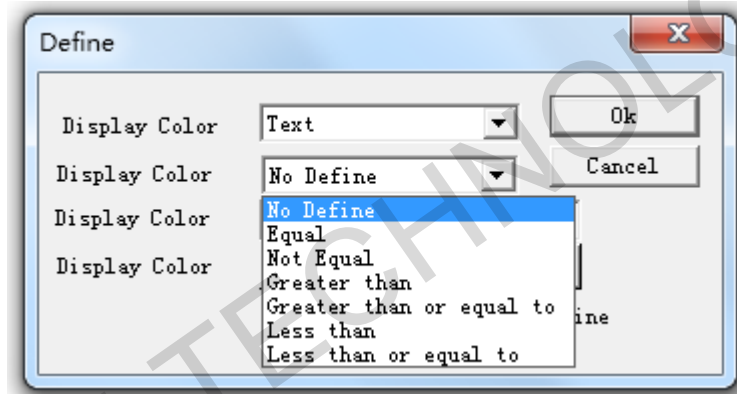 Define
Display Color Text Ok
Display Color No Define Cancel
Display Color No Define
Equal
Display Color Not Equal
Greater than
Greater than or equal to ine
Less than
Less than or equal to
TECHNOLO